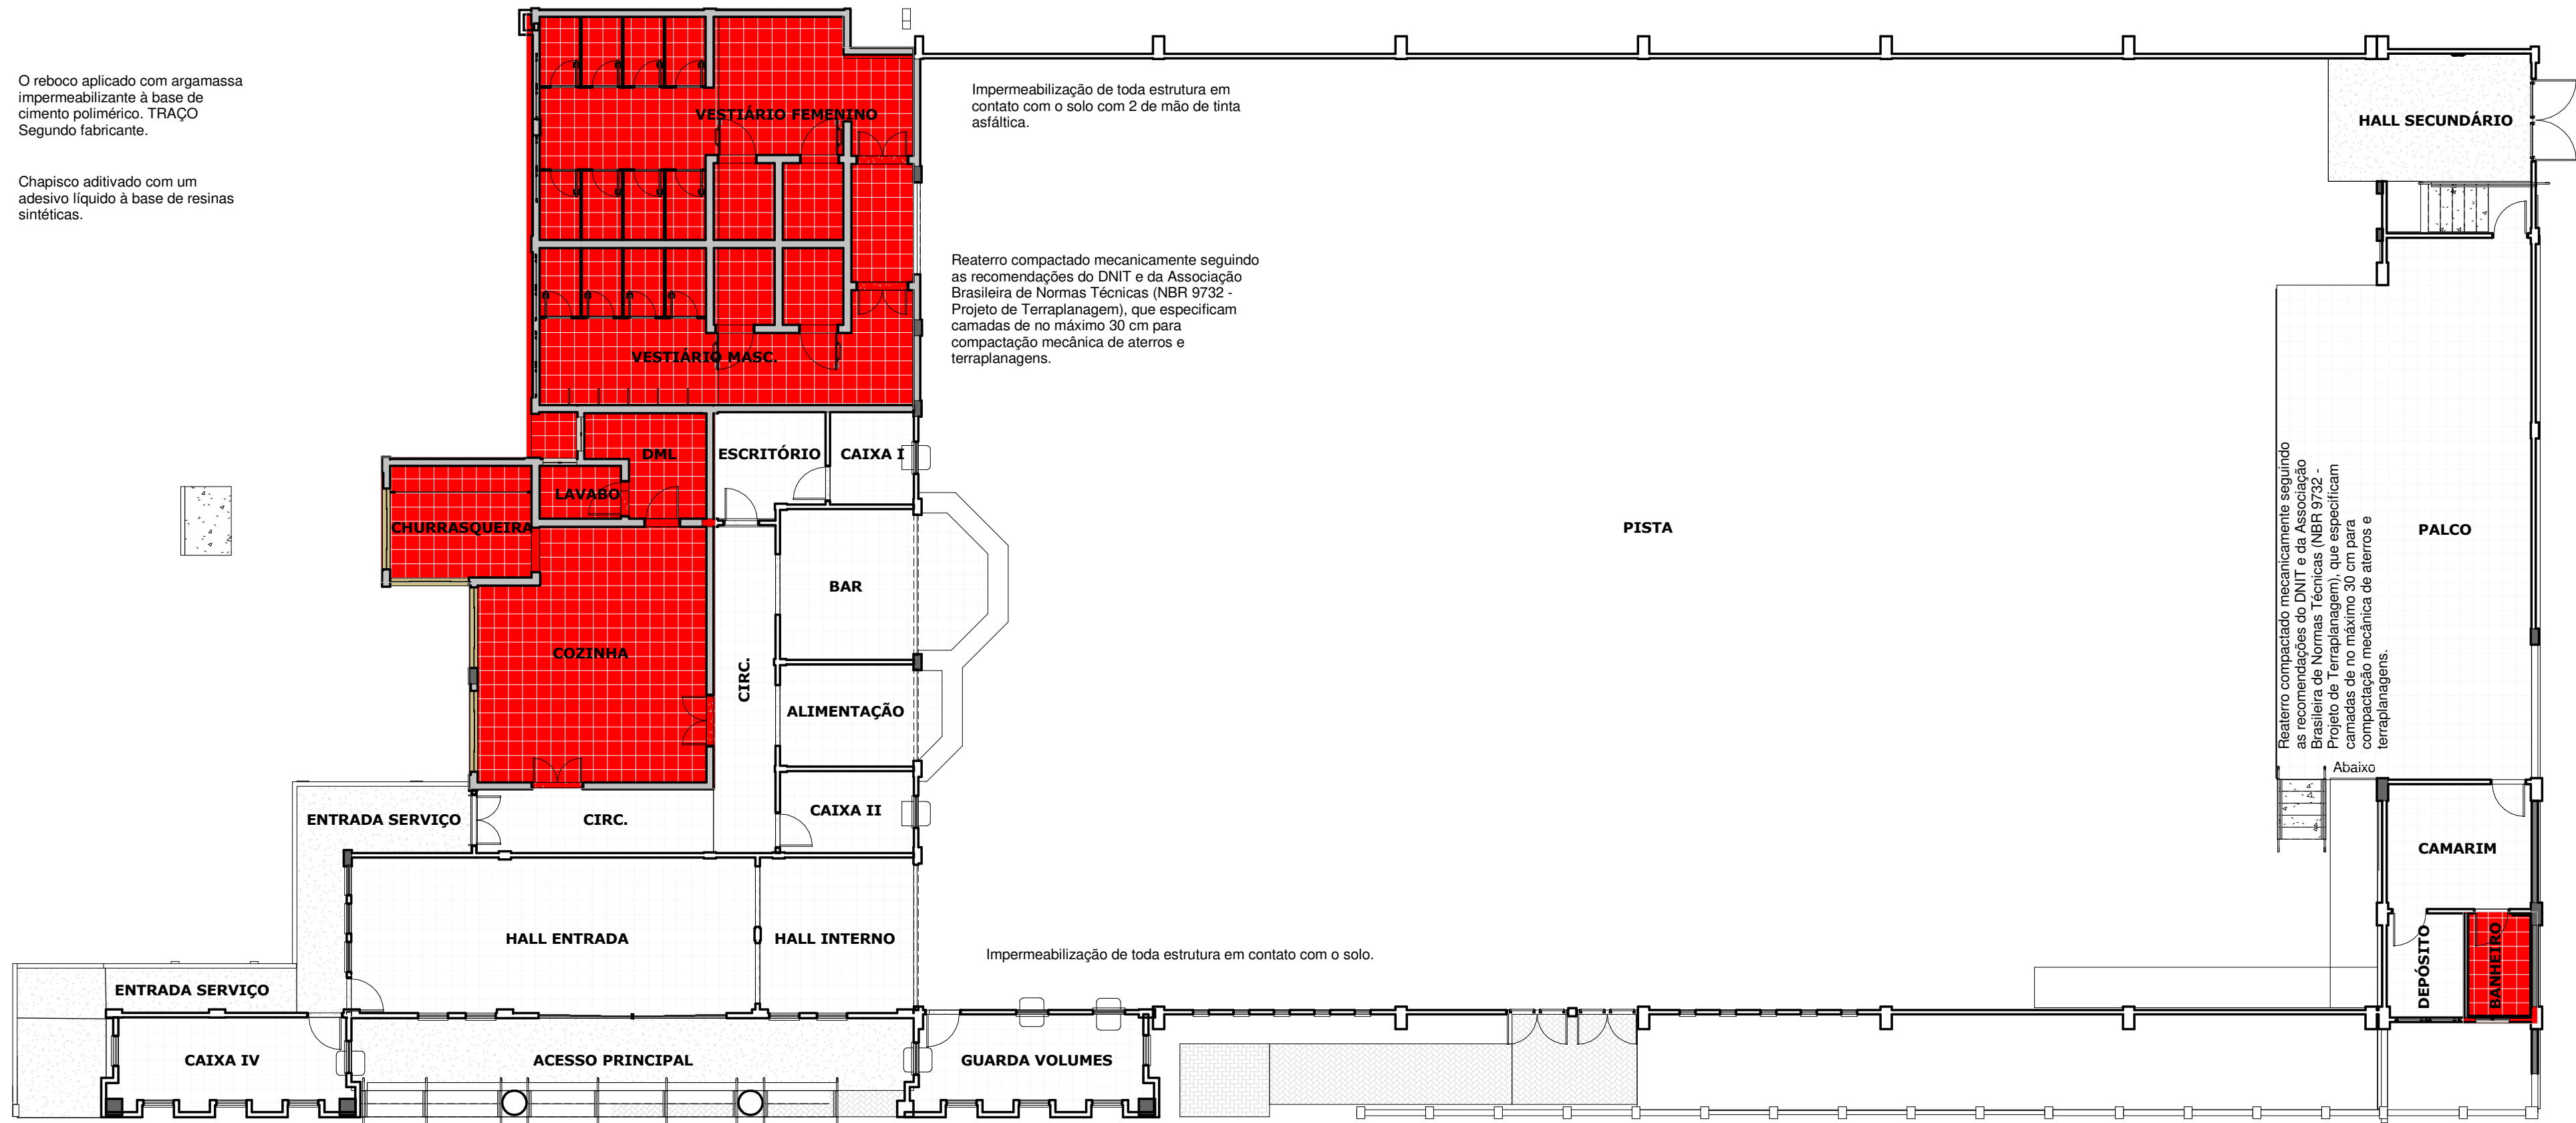 O reboco aplicado com argamassa
impermeabilizante à base de
cimento polimérico. TRAÇO
Segundo fabricante.
Chapisco aditivado com um
adesivo líquido à base de resinas
sintéticas.
VESTIÁRIO FEMENINO
Impermeabilização de toda estrutura em
contato com o solo com 2 de mão de tinta
asfáltica.
HALL SECUNDÁRIO
Reaterro compactado mecanicamente seguindo
as recomendações do DNIT e da Associação
Brasileira de Normas Técnicas (NBR 9732 -
Projeto de Terraplanagem), que especificam
camadas de no máximo 30 cm para
compactação mecânica de aterros e
terraplanagens.
VESTIÁRIO MASC.
DML
ESCRITÓRIO
CAIXA I
LAVABO
CHURRASQUEIRA
PISTA
PALCO
BAR
COZINHA
CIRC.
ALIMENTAÇÃO
Reaterro compactado mecanicamente seguindo
as recomendações do DNIT e da Associação
Brasileira de Normas Técnicas (NBR 9732 -
Projeto de Terraplanagem), que especificam
camadas de no máximo 30 cm para
compactação mecânica de aterros e
terraplanagens.
Abaixo
CAIXA II
ENTRADA SERVIÇO
CIRC.
CAMARIM
HALL ENTRADA
HALL INTERNO
Impermeabilização de toda estrutura em contato com o solo.
DEPÓSITO
BANHEIRO
ENTRADA SERVIÇO
CAIXA IV
ACESSO PRINCIPAL
GUARDA VOLUMES